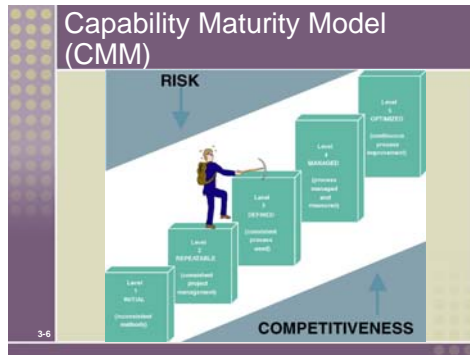 Capability Maturity Model
(CMM)
RISK
Level
5
OPTIMIZED
(continuous
process
improvement)
Level
4
MANAGED
(process
managed
and
measured)
Level
3
DEFINED
(consistent
process
used)
Level
2
REPEATABLE
(consistent
project
management)
Level
1
INITIAL
(inconsistent
methods)
COMPETITIVENESS
3-6